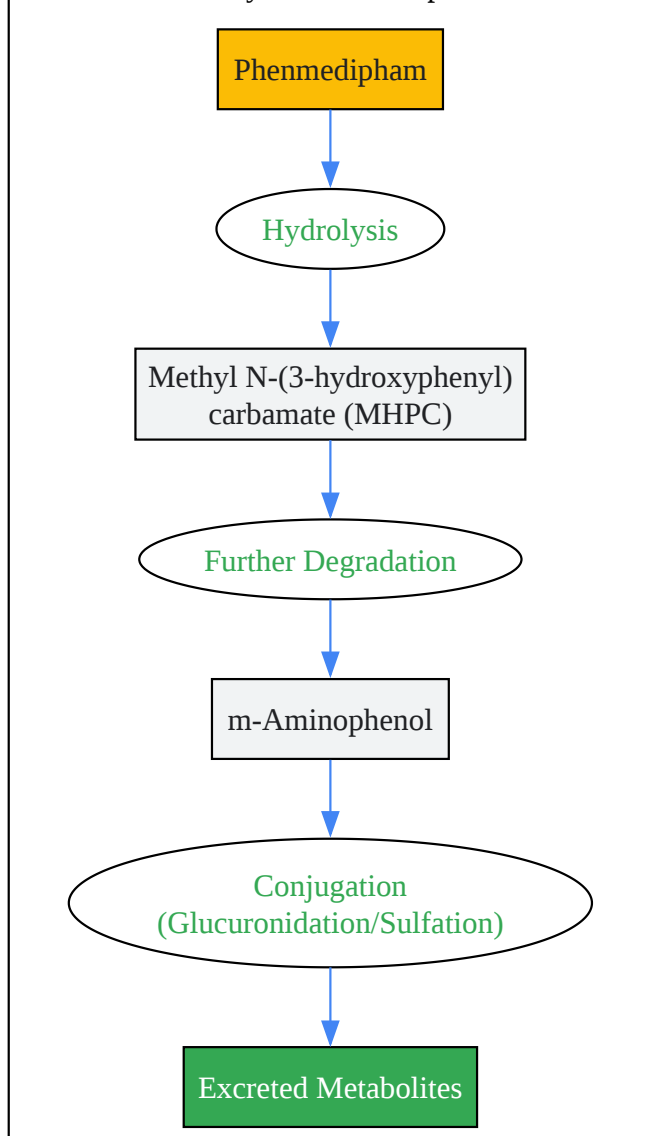 Phenmedipham
Hydrolysis
Methyl N-(3-hydroxyphenyl)
carbamate (MHPC)
Further Degradation
m-Aminophenol
Conjugation
(Glucuronidation/Sulfation)
Excreted Metabolites